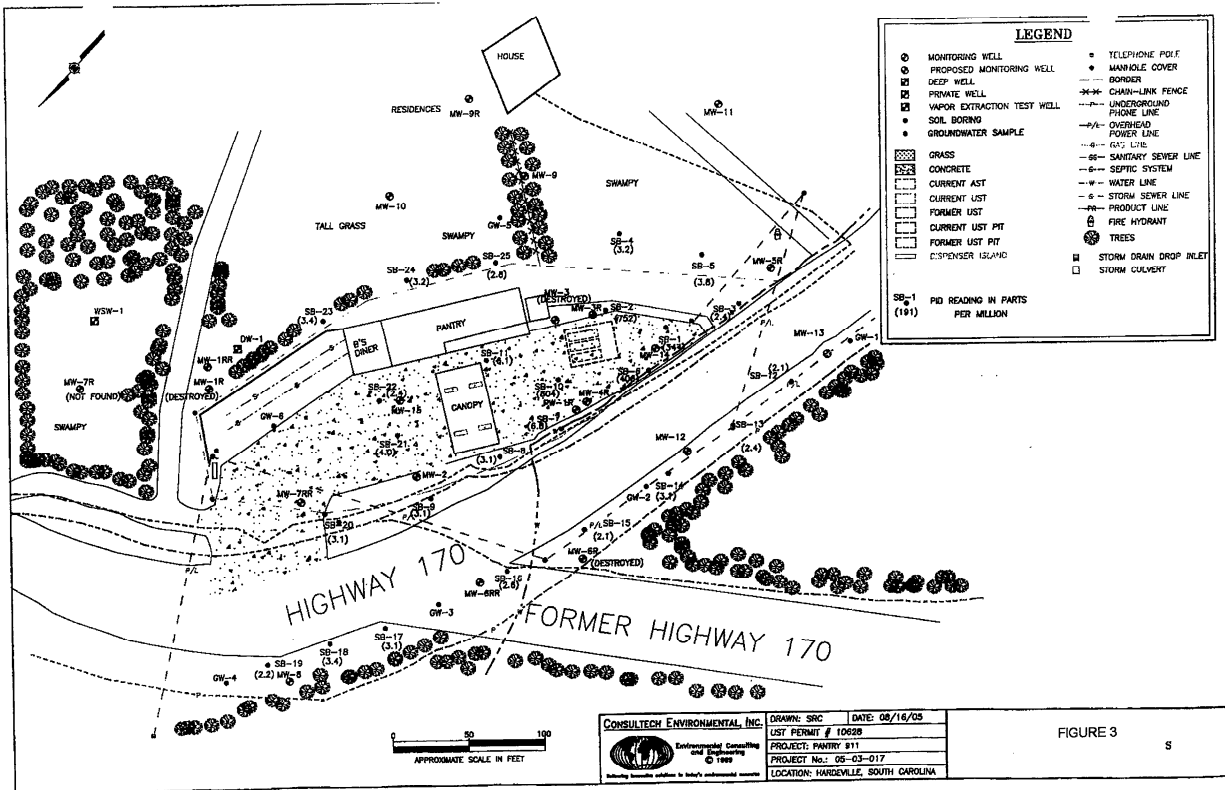 HOUSE
RESIDENCES
MW-9R
MW-11
MW-9
MW-10
SWAMPY
TALL GRASS
SWAMPY
GW-5
SB-4
(3.2)
SB-25
(2.8)
SB-5
(3.8)
MW-5R
SB-24
(3.2)
WSW-1
SB-23
(3.4)
MW-3
(DESTROYED)
SB-2
(752)
PANTRY
B'S
DINER
DW-1
MW-1RR
MW-1R
(DESTROYED)
MW-7R
(NOT FOUND)
SWAMPY
SB-11
(4.1)
SB-1
SB-10
(604)
SB-22
MW-15
CANOPY
SB-7
(6.8)
GW-6
SB-21
(4.0)
SB-8
(3.1)
MW-2
MW-7RR
SB-20
(3.1)
SB-9
(3.1)
MW-13
GW-1
(2.1)
SB-12
SB-13
(2.4)
MW-12
GW-2
SB-14
P/L
SB-15
(2.1)
MW-6R
(DESTROYED)
P/L
P/L
HIGHWAY 170
SB-16
MW-6RR
GW-3
FORMER HIGHWAY 170
SB-17
(3.1)
SB-18
(3.4)
SB-19
(2.2)
MW-8
GW-4
0 50 100
APPROXIMATE SCALE IN FEET
LEGEND
MONITORING WELL
PROPOSED MONITORING WELL
DEEP WELL
PRIVATE WELL
VAPOR EXTRACTION TEST WELL
SOIL BORING
GROUNDWATER SAMPLE
GRASS
CONCRETE
CURRENT AST
CURRENT UST
FORMER UST
CURRENT UST PIT
FORMER UST PIT
DISPENSER ISLAND
TELEPHONE POLE
MANHOLE COVER
BORDER
CHAIN-LINK FENCE
UNDERGROUND
PHONE LINE
OVERHEAD
POWER LINE
GAS LINE
SANITARY SEWER LINE
SEPTIC SYSTEM
WATER LINE
STORM SEWER LINE
PRODUCT LINE
FIRE HYDRANT
TREES
STORM DRAIN DROP INLET
STORM CULVERT
SB-1
(191)
PID READING IN PARTS
PER MILLION
CONSULTECH ENVIRONMENTAL, INC.
Environmental Consulting
and Engineering
© 1999
DRAWN: SRC DATE: 08/16/05
UST PERMIT # 10628
PROJECT: PANTRY 911
PROJECT No.: 05-03-017
LOCATION: HARDEVILLE, SOUTH CAROLINA
FIGURE 3
S